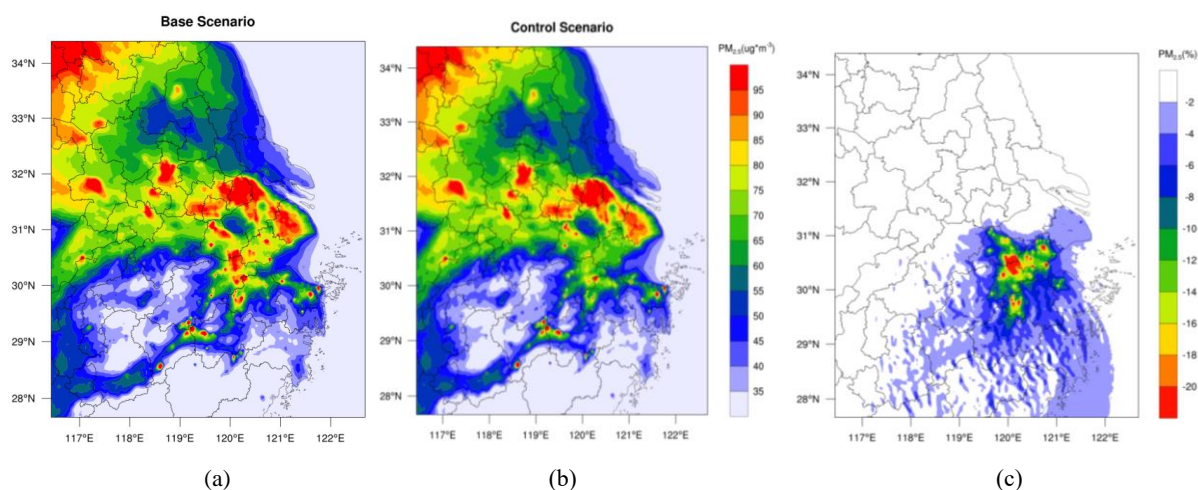 Base Scenario
Control Scenario
PM2.5(ug*m-3)
PM2.5(%)
34°N
33°N
32°N
31°N
30°N
29°N
28°N
117°E 118°E 119°E 120°E 121°E 122°E
34°N
33°N
32°N
31°N
30°N
29°N
28°N
117°E 118°E 119°E 120°E 121°E 122°E
95
90
85
80
75
70
65
60
55
50
45
40
35
34°N
33°N
32°N
31°N
30°N
29°N
28°N
117°E 118°E 119°E 120°E 121°E 122°E
-2
-4
-6
-8
-10
-12
-14
-16
-18
-20
(a)
(b)
(c)